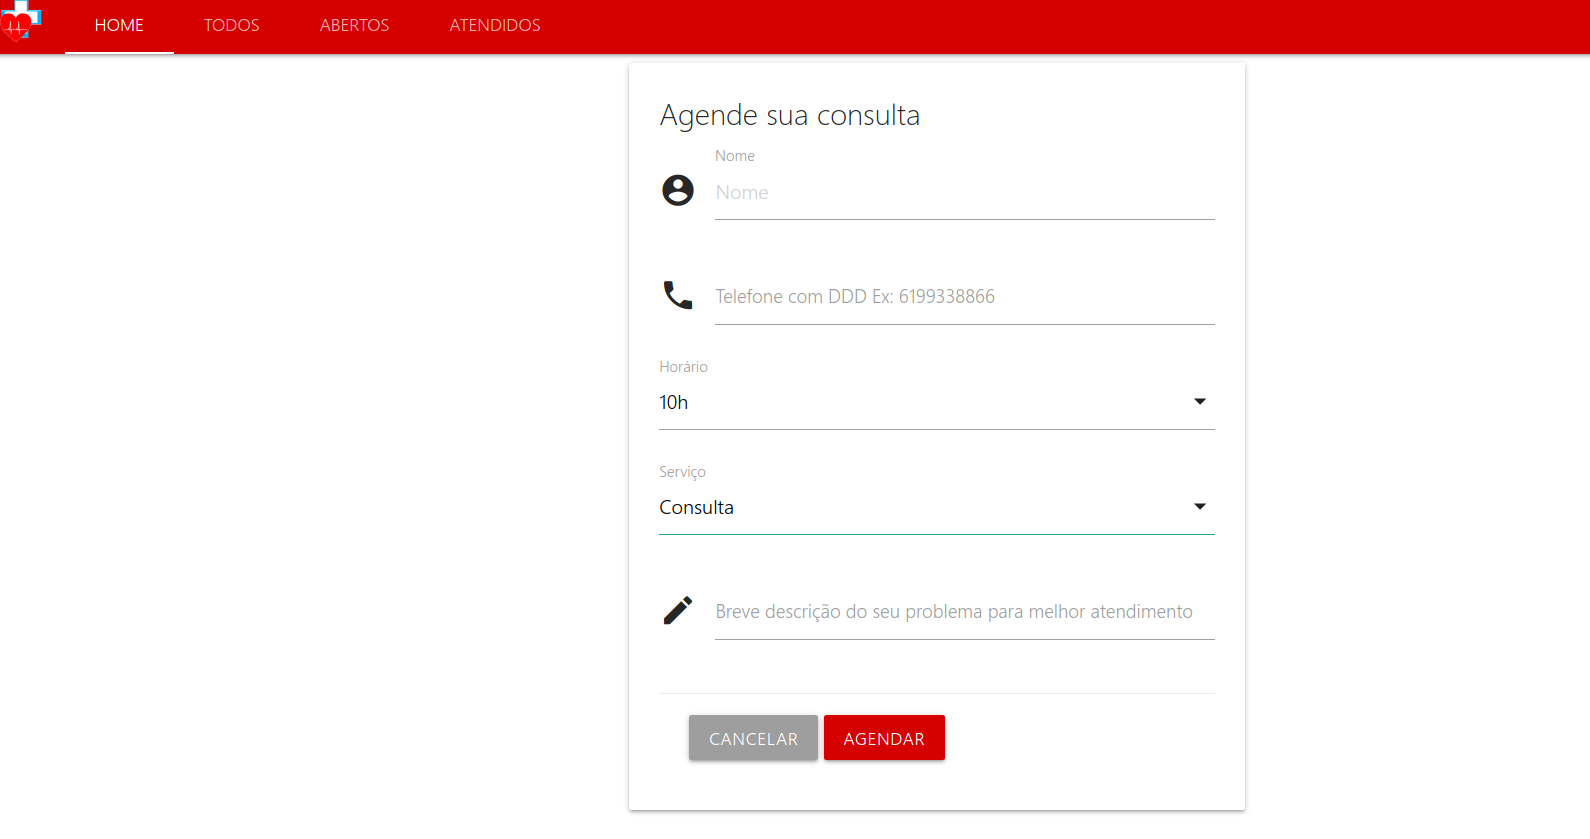 HOME TODOS ABERTOS ATENDIDOS
Agende sua consulta
Nome
Nome
Telefone com DDD Ex: 6199338866
Horário
10h
Serviço
Consulta
Breve descrição do seu problema para melhor atendimento
CANCELAR AGENDAR